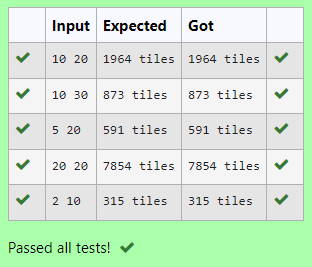 Input Expected Got
10 20 1964 tiles 1964 tiles
10 30 873 tiles 873 tiles
5 20 591 tiles 591 tiles
20 20 7854 tiles 7854 tiles
2 10 315 tiles 315 tiles
Passed all tests!